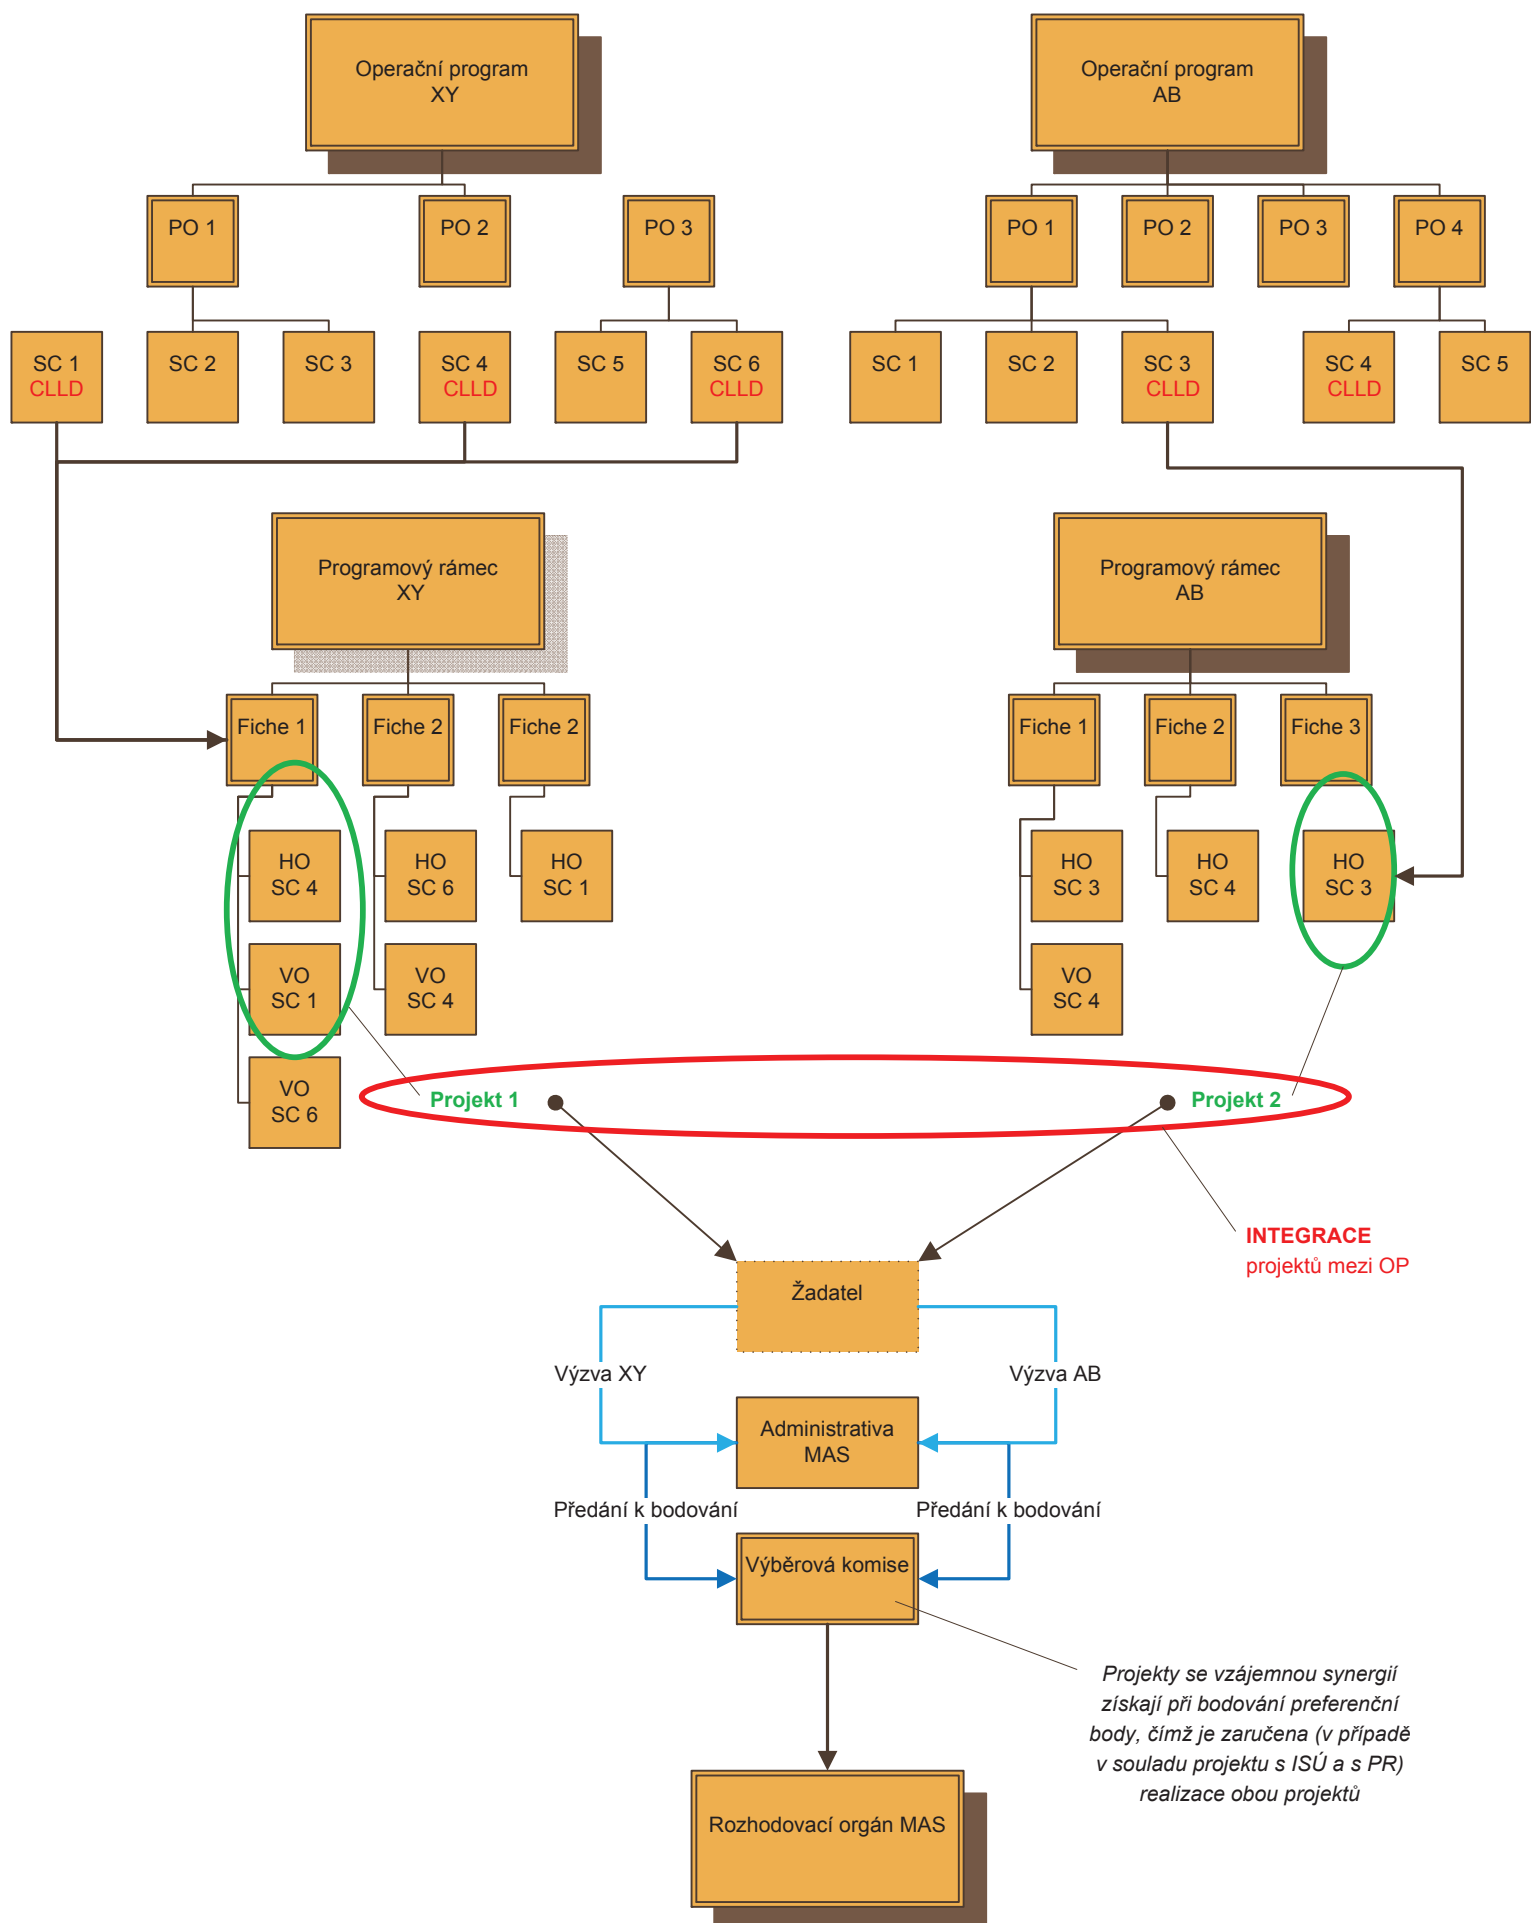 Operační program
XY
Operační program
AB
PO 1
PO 2
PO 3
PO 1
PO 2
PO 3
PO 4
SC 1
CLLD
SC 2
SC 3
SC 4
CLLD
SC 5
SC 6
CLLD
SC 1
SC 2
SC 3
CLLD
SC 4
CLLD
SC 5
Programový rámec
XY
Programový rámec
AB
Fiche 1
Fiche 2
Fiche 2
Fiche 1
Fiche 2
Fiche 3
HO
SC 4
HO
SC 6
HO
SC 1
HO
SC 3
HO
SC 4
HO
SC 3
VO
SC 1
VO
SC 4
VO
SC 4
VO
SC 6
Projekt 1
Projekt 2
INTEGRACE
projektů mezi OP
Žadatel
Výzva XY
Výzva AB
Administrativa
MAS
Předání k bodování
Předání k bodování
Výběrová komise
Projekty se vzájemnou synergií
získají při bodování preferenční
body, čímž je zaručena (v případě
v souladu projektu s ISÚ a s PR)
realizace obou projektů
Rozhodovací orgán MAS